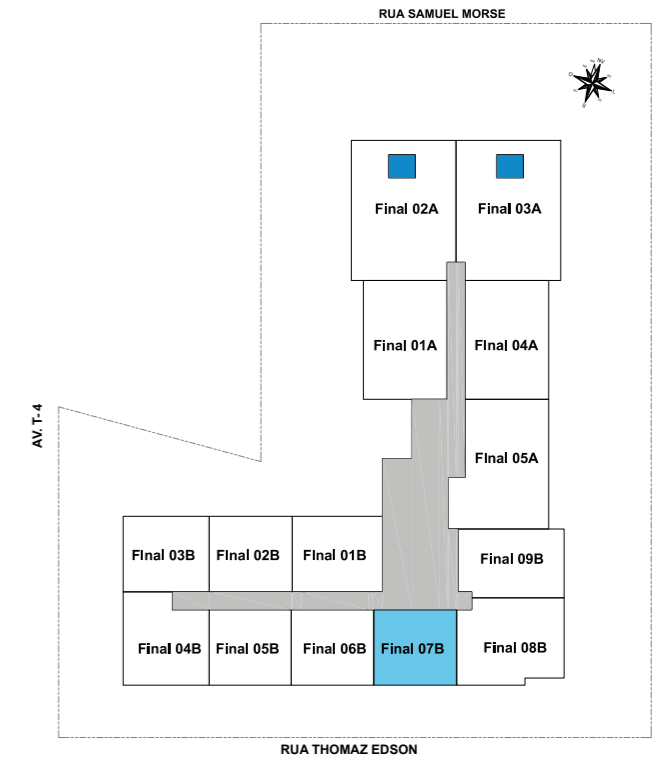 RUA SAMUEL MORSE
Final 02A
Final 03A
Final 01A
FInal 04A
AV. T- 4
FInal 05A
FInal 03B
FInal 02B
FInal 01B
Final 09B
Final 04B
Final 05B
Final 06B
Final 07B
Final 08B
RUA THOMAZ EDSON